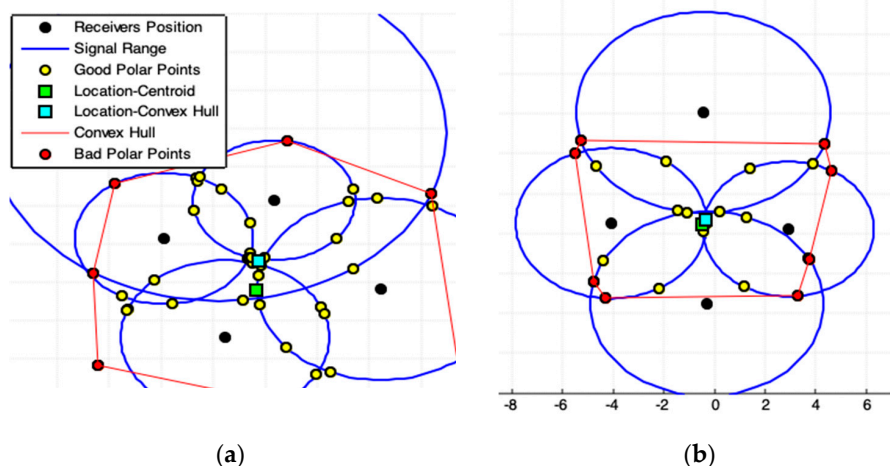 Receivers Position
Signal Range
Good Polar Points
Location-Centroid
Location-Convex Hull
Convex Hull
Bad Polar Points
-8 -6 -4 -2 0 2 4 6
(a) (b)